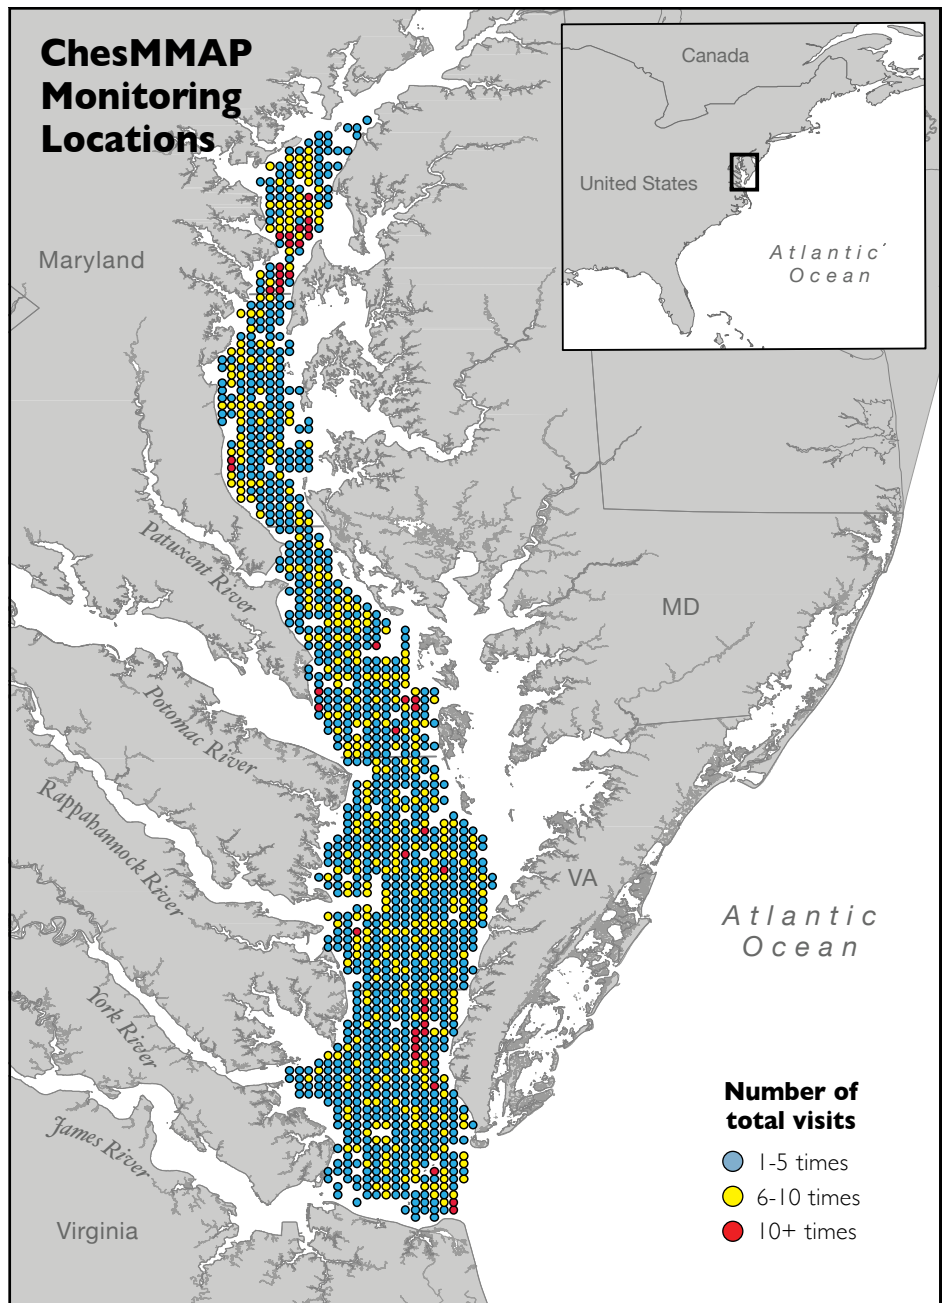 ChesMMAP
Monitoring
Locations
Canada
United States
Atlantic
Ocean
Maryland
Patuxent River
MD
Potomac River
Rappahannock River
VA
Atlantic
Ocean
York River
James River
Virginia
Number of
total visits
1-5 times
6-10 times
10+ times